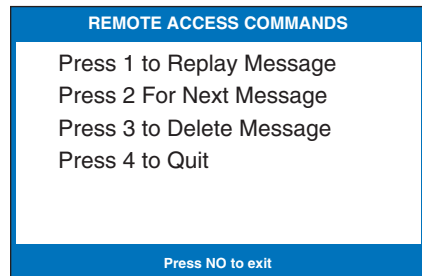 REMOTE ACCESS COMMANDS
Press 1 to Replay Message
Press 2 For Next Message
Press 3 to Delete Message
Press 4 to Quit
Press NO to exit